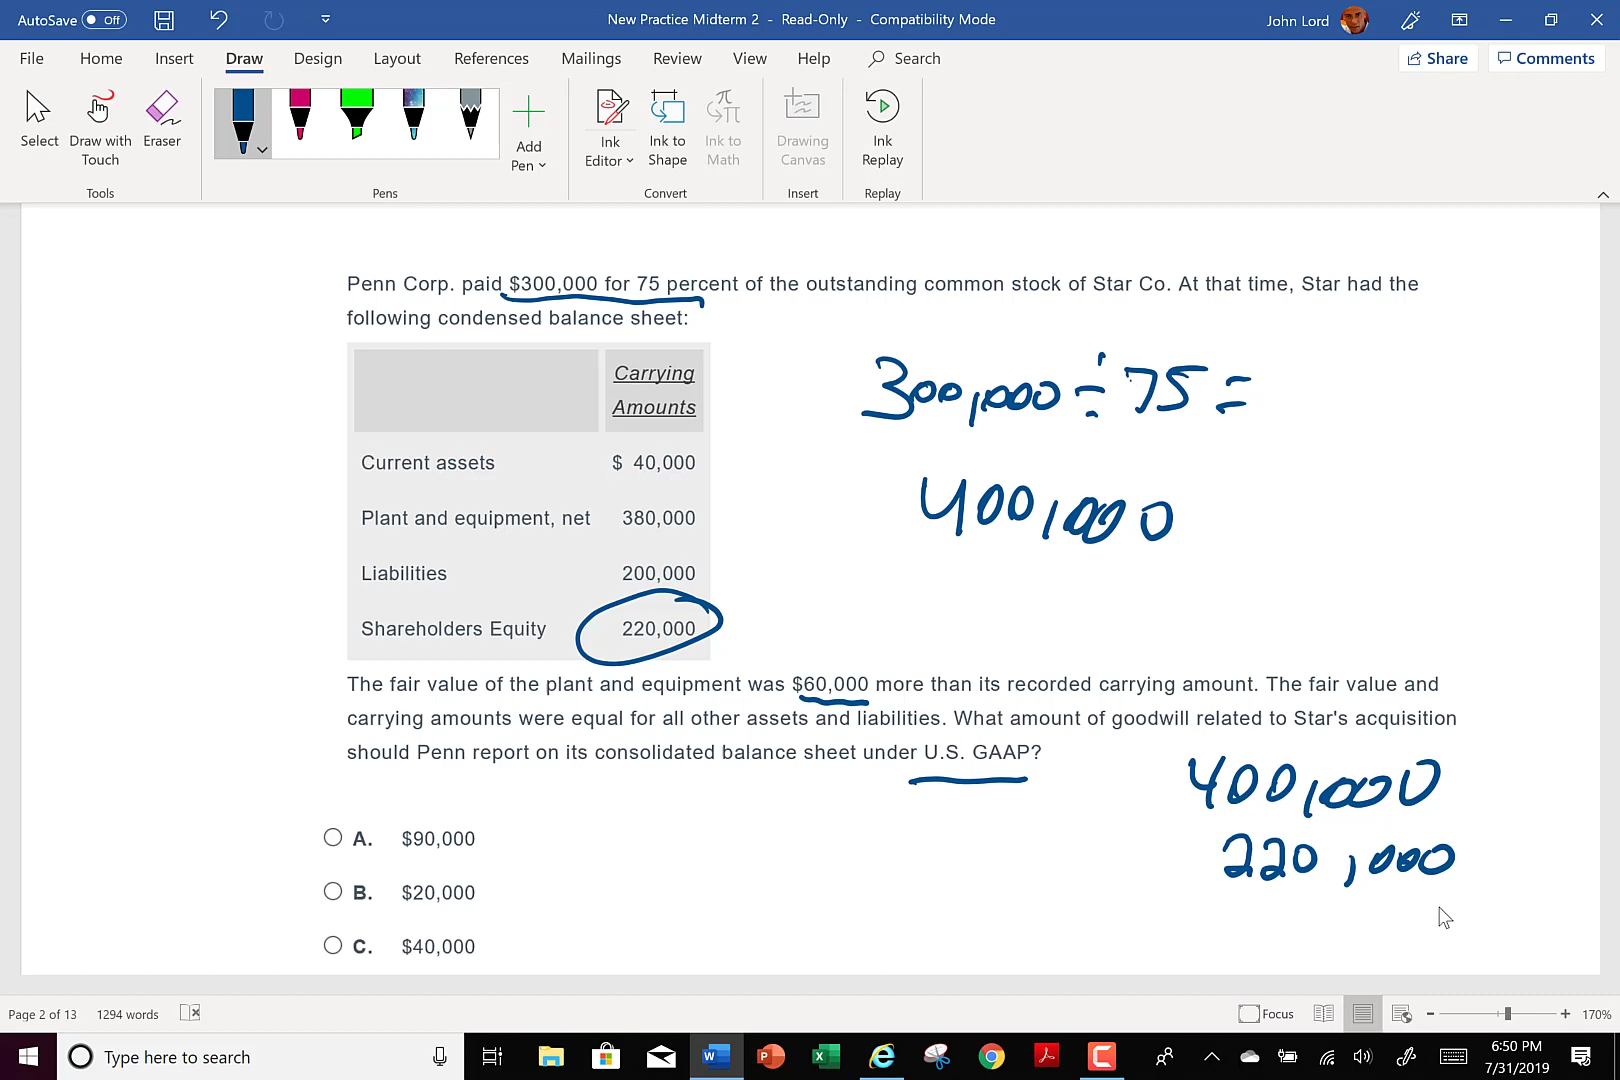 AutoSave Off
New Practice Midterm 2 - Read-Only - Compatibility Mode
John Lord
File Home Insert Draw Design Layout References Mailings Review View Help Search
Share Comments
Select
Draw with
Touch
Eraser
Add
Pen
Ink
Editor
Ink to
Shape
Ink to
Math
Drawing
Canvas
Ink
Replay
Tools Pens Convert Insert Replay
Penn Corp. paid $300,000 for 75 percent of the outstanding common stock of Star Co. At that time, Star had the
following condensed balance sheet:
Carrying
Amounts
300,000 ÷ .75 =
Current assets $ 40,000
400,000
Plant and equipment, net 380,000
Liabilities 200,000
Shareholders Equity 220,000
The fair value of the plant and equipment was $60,000 more than its recorded carrying amount. The fair value and
carrying amounts were equal for all other assets and liabilities. What amount of goodwill related to Star's acquisition
should Penn report on its consolidated balance sheet under U.S. GAAP?
400,000
220,000
A. $90,000
B. $20,000
C. $40,000
Page 2 of 13 1294 words
Focus
170%
Type here to search
6:50 PM
7/31/2019